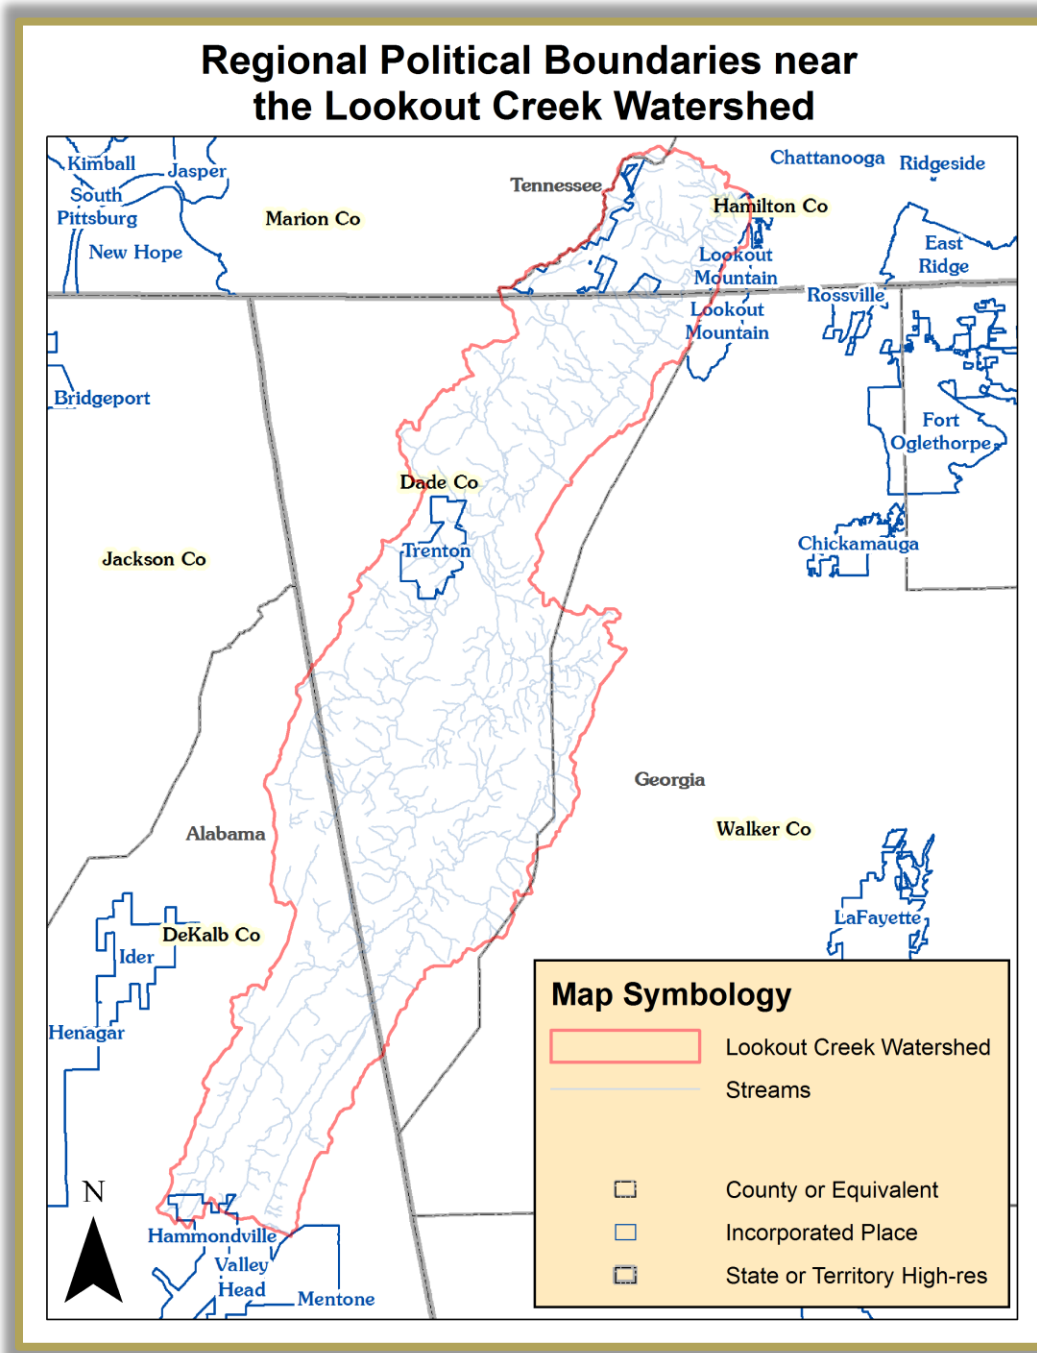 Regional Political Boundaries near
the Lookout Creek Watershed
Kimball
Jasper
South
Pittsburg
New Hope
Marion Co
Tennessee
Chattanooga
Ridgeside
Hamilton Co
East
Ridge
Lookout
Mountain
Lookout
Mountain
Rossville
Bridgeport
Fort
Oglethorpe
Dade Co
Trenton
Chickamauga
Jackson Co
Georgia
Walker Co
Alabama
LaFayette
DeKalb Co
Ider
Henagar
Hammondville
Valley
Head
Mentone
N
Map Symbology
Lookout Creek Watershed
Streams
County or Equivalent
Incorporated Place
State or Territory High-res